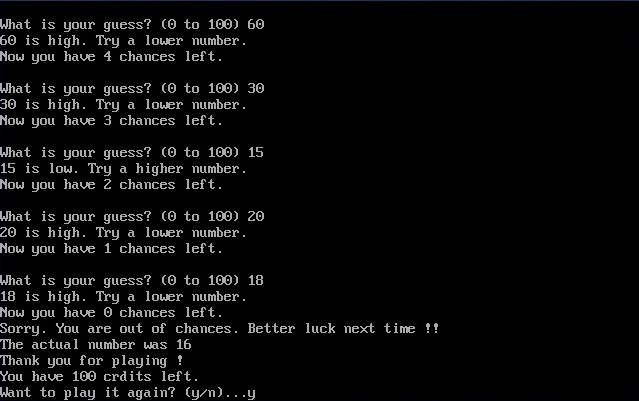 What is your guess? (0 to 100) 60
60 is high. Try a lower number.
Now you have 4 chances left.
What is your guess? (0 to 100) 30
30 is high. Try a lower number.
Now you have 3 chances left.
What is your guess? (0 to 100) 15
15 is low. Try a higher number.
Now you have 2 chances left.
What is your guess? (0 to 100) 20
20 is high. Try a lower number.
Now you have 1 chances left.
What is your guess? (0 to 100) 18
18 is high. Try a lower number.
Now you have 0 chances left.
Sorry. You are out of chances. Better luck next time !!
The actual number was 16
Thank you for playing !
You have 100 crdits left.
Want to play it again? (y/n)...y